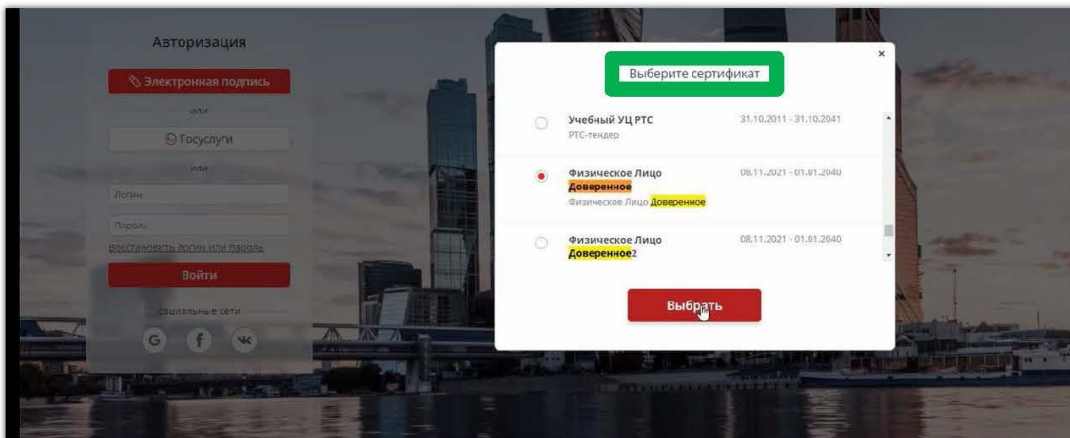 Авторизация
Электронная подпись
или
Госуслуги
или
Логин
Пароль
Восстановить логин или пароль
Войти
социальные сети
G f
Выберите сертификат
×
Учебный УЦ РТС 31.10.2011 - 31.10.2041
РТС-тендер
Физическое Лицо 08.11.2021 - 01.01.2040
Доверенное
Физическое Лицо Доверенное
Физическое Лицо 08.11.2021 - 01.01.2040
Доверенное2
Выбрать